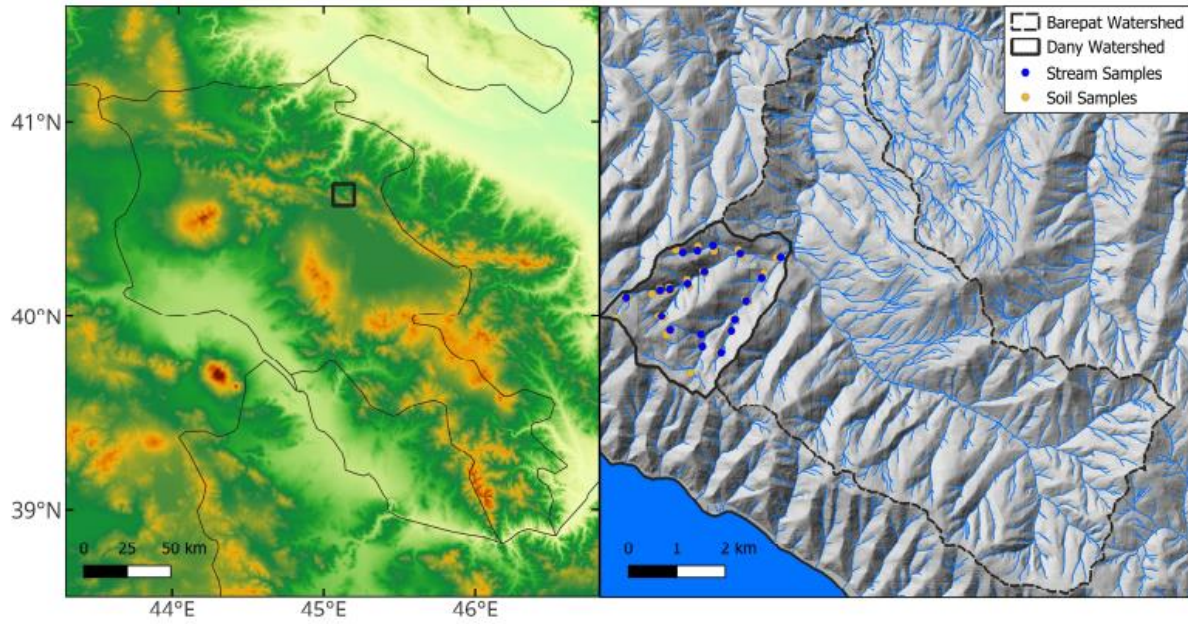 41°N
40°N
39°N
0 25 50 km
44°E 45°E 46°E
Barepat Watershed
Dany Watershed
Stream Samples
Soil Samples
0 1 2 km